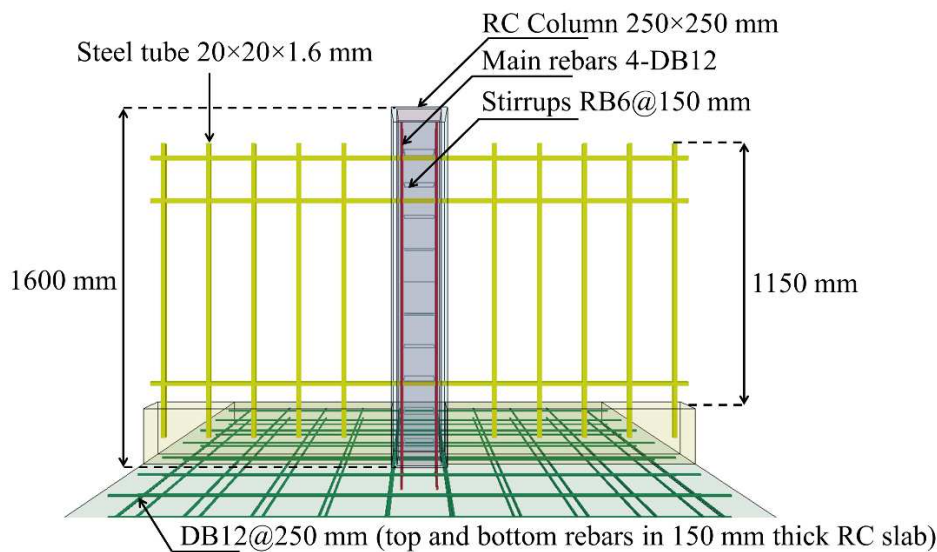 RC Column 250×250 mm
Steel tube 20×20×1.6 mm
Main rebars 4-DB12
Stirrups RB6@150 mm
1600 mm
1150 mm
DB12@250 mm (top and bottom rebars in 150 mm thick RC slab)